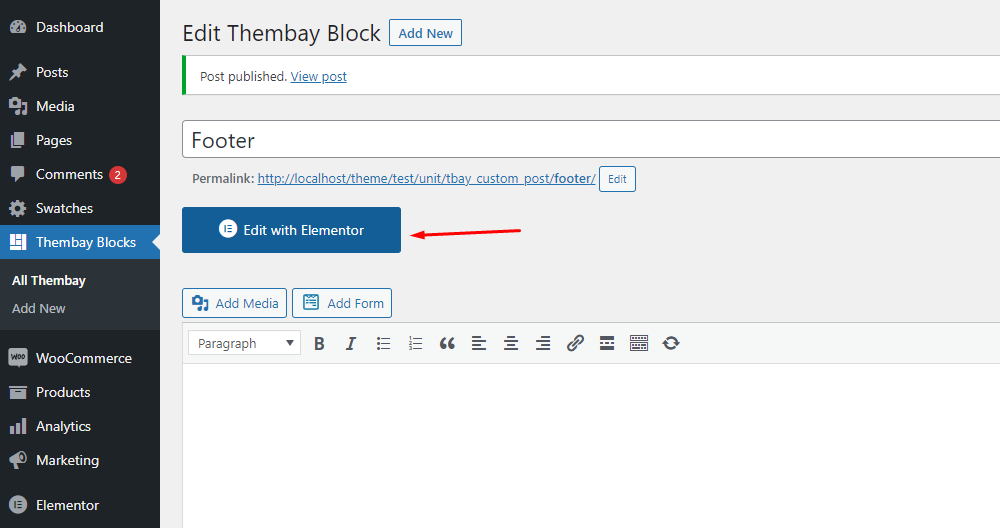 Dashboard
Posts
Media
Pages
Comments 2
Swatches
Thembay Blocks
All Thembay
Add New
WOO WooCommerce
Products
Analytics
Marketing
Elementor
Edit Thembay Block Add New
Post published. View post
Footer
Permalink: http://localhost/theme/test/unit/tbay_custom_post/footer/ Edit
Edit with Elementor
Add Media Add Form
Paragraph B I